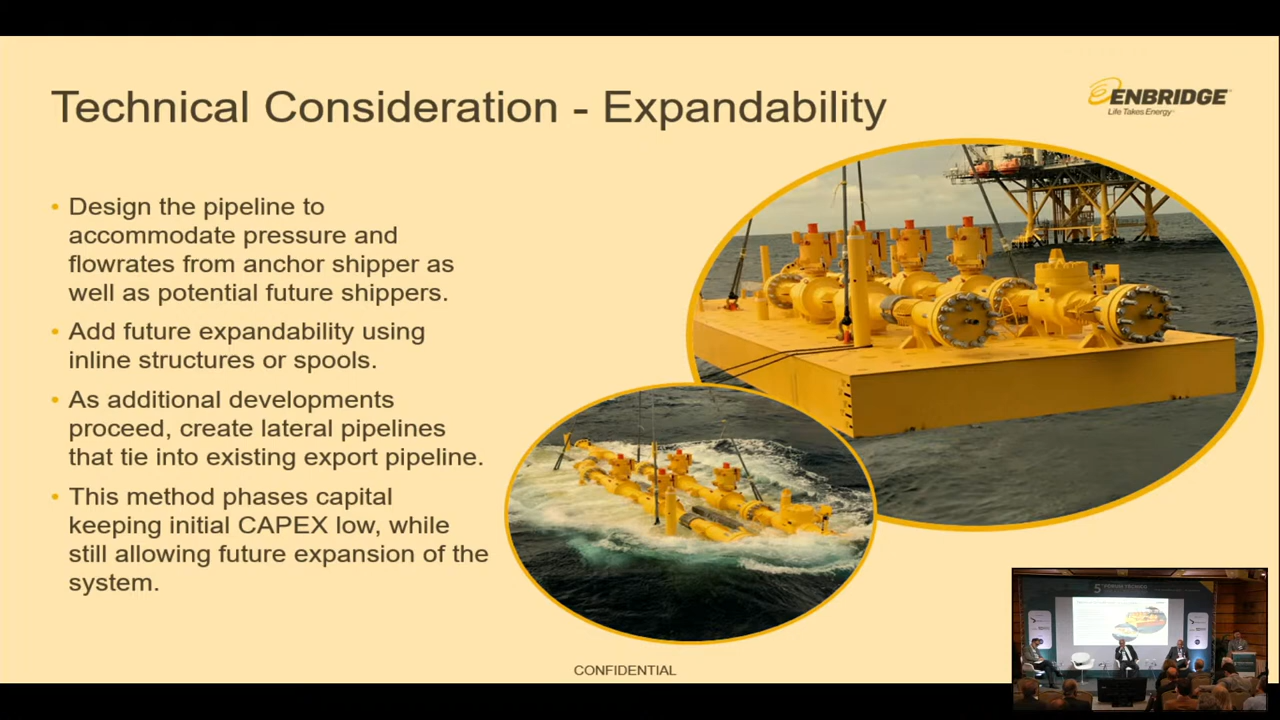 Technical Consideration - Expandability
ENBRIDGE
Life Takes Energy™
• Design the pipeline to
accommodate pressure and
flowrates from anchor shipper as
well as potential future shippers.
• Add future expandability using
inline structures or spools.
• As additional developments
proceed, create lateral pipelines
that tie into existing export pipeline.
• This method phases capital
keeping initial CAPEX low, while
still allowing future expansion of the
system.
CONFIDENTIAL